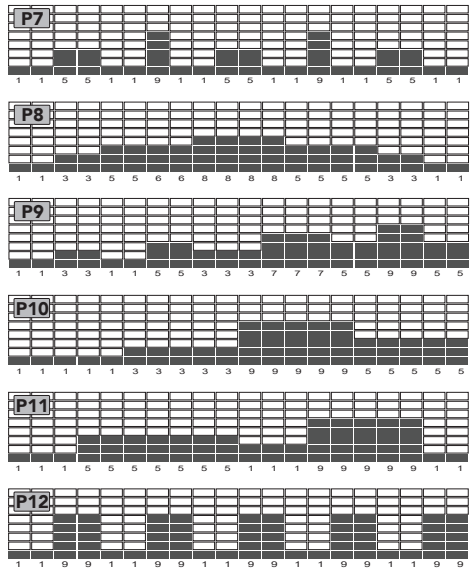 P7
1 1 5 5 1 1 9 1 1 5 5 1 1 9 1 1 5 5 1 1
P8
1 1 3 3 5 5 6 6 8 8 8 8 5 5 5 5 3 3 1 1
P9
1 1 3 3 1 1 5 5 3 3 3 7 7 7 5 5 9 9 5 5
P10
1 1 1 1 1 3 3 3 3 3 9 9 9 9 9 5 5 5 5 5
P11
1 1 1 5 5 5 5 5 5 5 1 1 1 9 9 9 9 9 1 1
P12
1 1 9 9 1 1 9 9 1 1 9 9 1 1 9 9 1 1 9 9